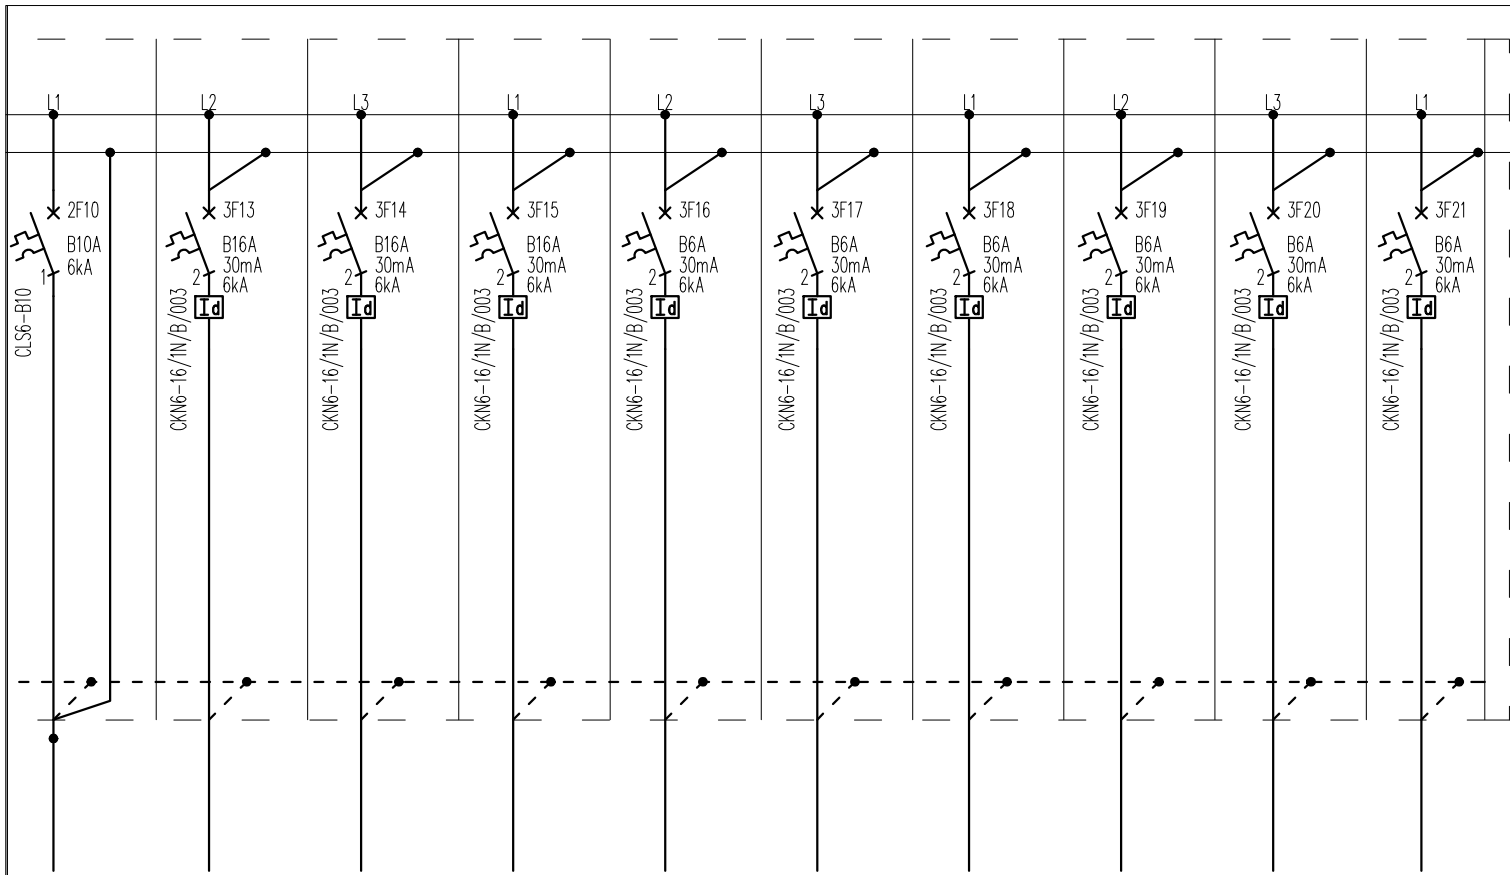 L1
L2
L3
L1
L2
L3
L1
L2
L3
L1
2F10
B10A
6kA
1
CLS6-B10
3F13
B16A
30mA
6kA
2
Id
CKN6-16/1N/B/003
3F14
B16A
30mA
6kA
2
Id
CKN6-16/1N/B/003
3F15
B16A
30mA
6kA
2
Id
CKN6-16/1N/B/003
3F16
B6A
30mA
6kA
2
Id
CKN6-16/1N/B/003
3F17
B6A
30mA
6kA
2
Id
CKN6-16/1N/B/003
3F18
B6A
30mA
6kA
2
Id
CKN6-16/1N/B/003
3F19
B6A
30mA
6kA
2
Id
CKN6-16/1N/B/003
3F20
B6A
30mA
6kA
2
Id
CKN6-16/1N/B/003
3F21
B6A
30mA
6kA
2
Id
CKN6-16/1N/B/003